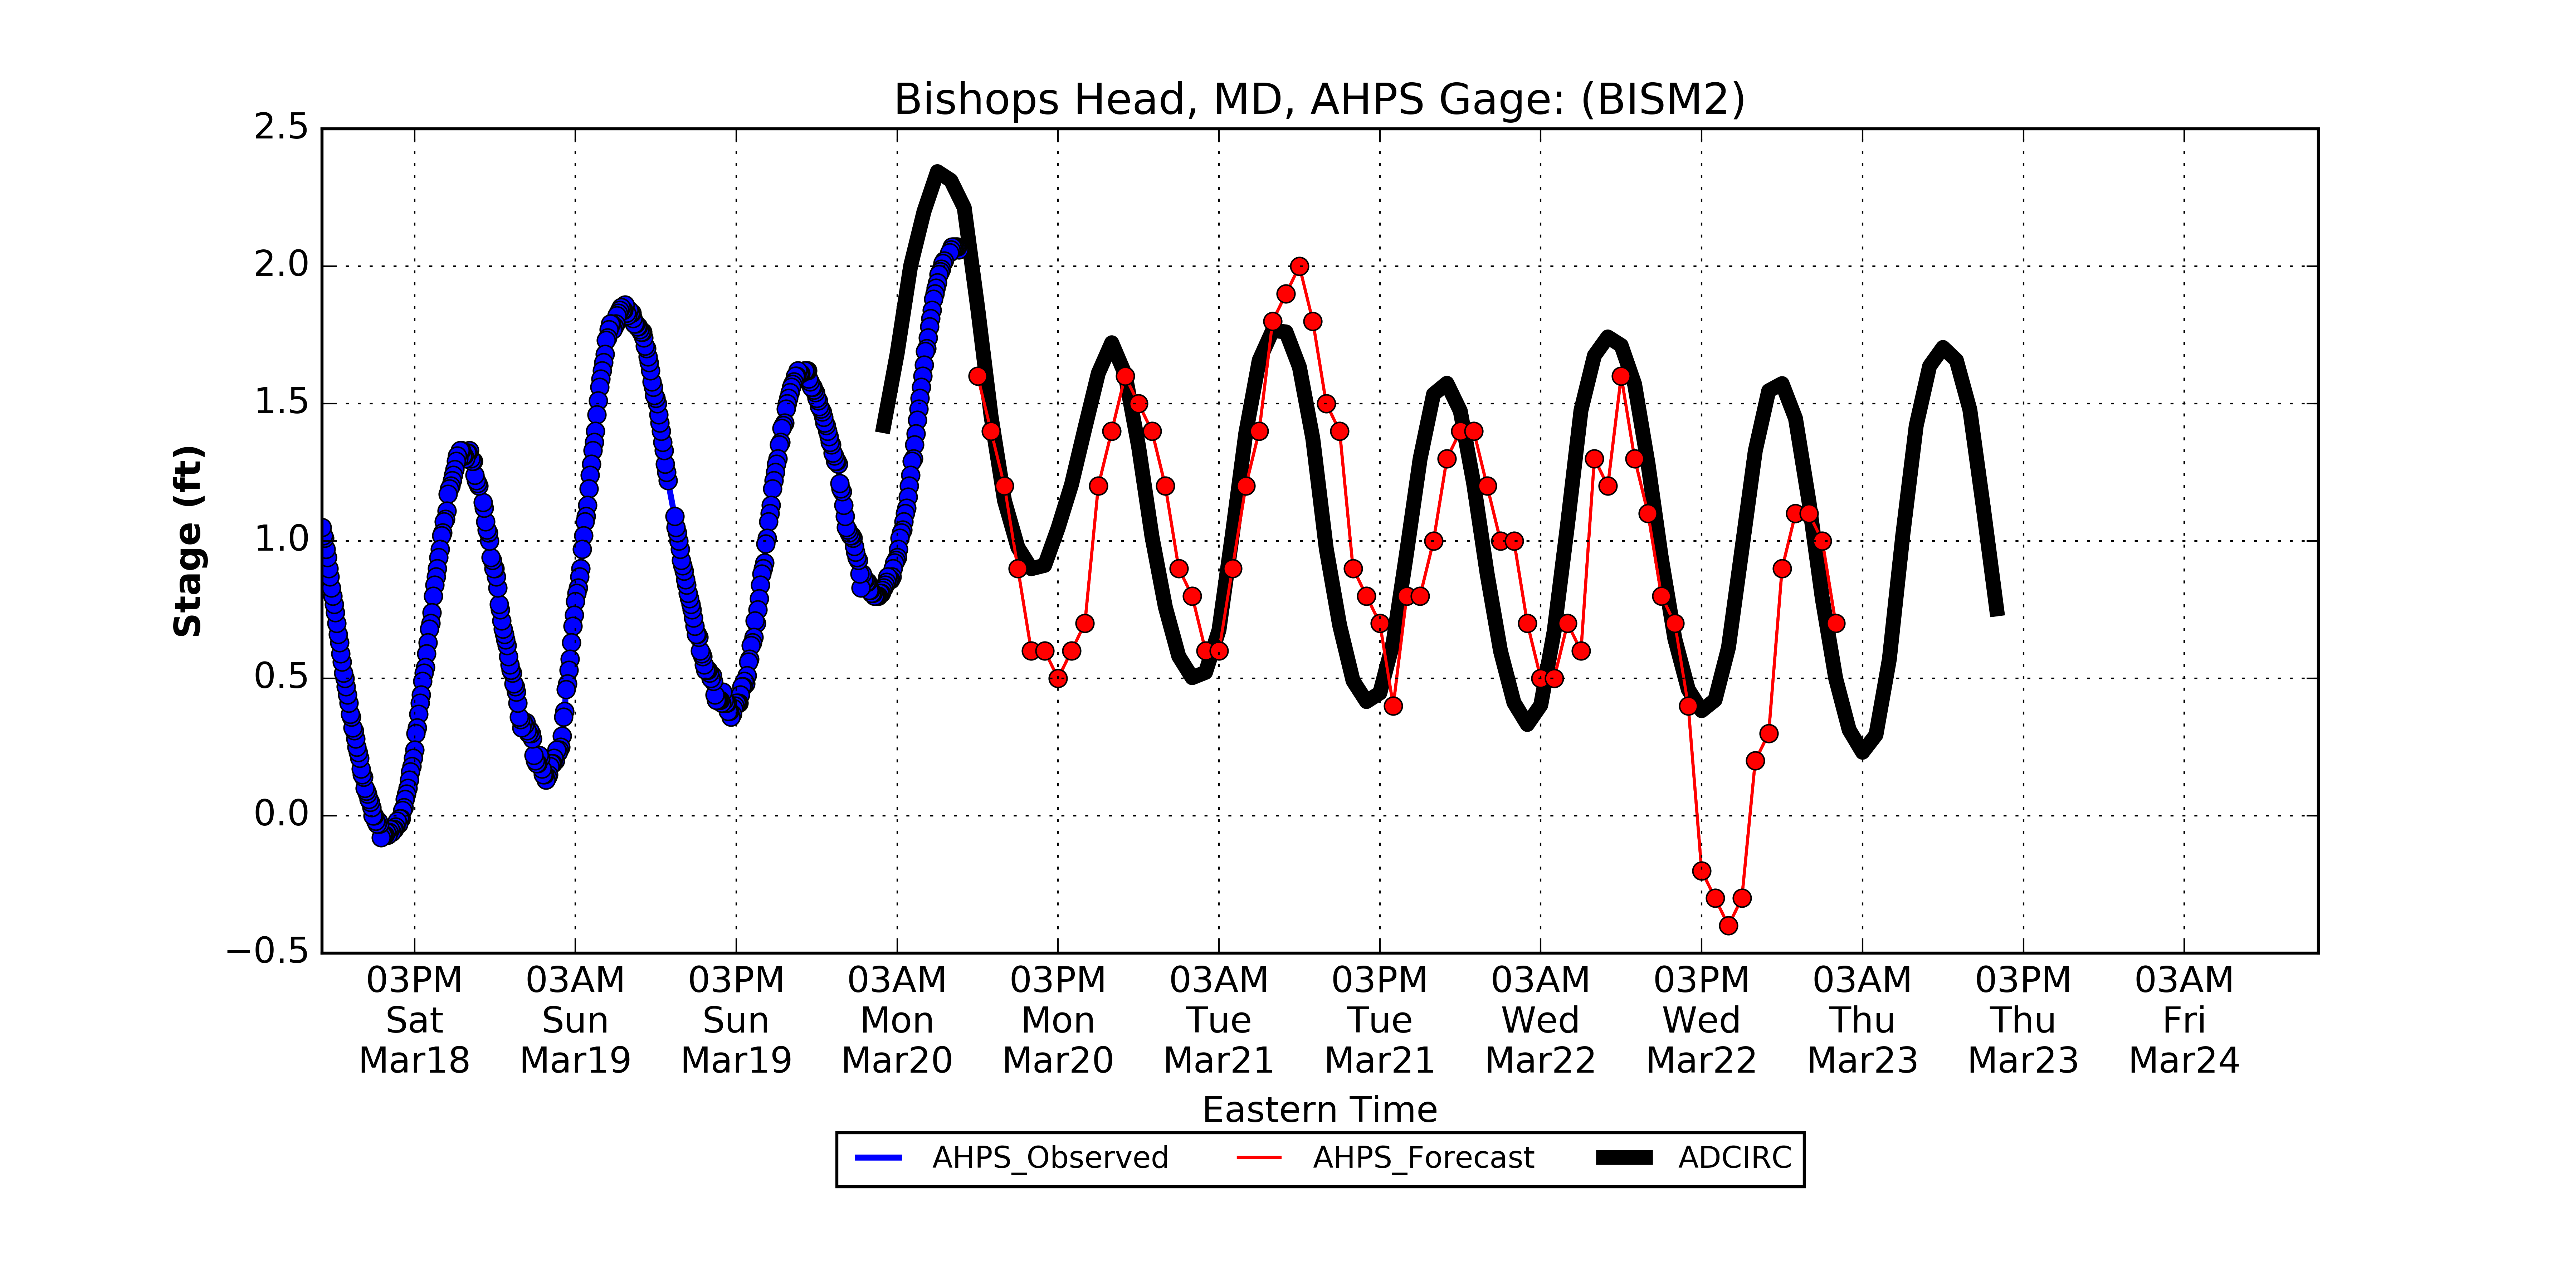 Bishops Head, MD, AHPS Gage: (BISM2)
2.5
2.0
1.5
1.0
0.5
0.0
−0.5
Stage (ft)
03PM 03AM 03PM 03AM 03PM 03AM 03PM 03AM 03PM 03AM 03PM 03AM
Sat Sun Sun Mon Mon Tue Tue Wed Wed Thu Thu Fri
Mar18 Mar19 Mar19 Mar20 Mar20 Mar21 Mar21 Mar22 Mar22 Mar23 Mar23 Mar24
Eastern Time
AHPS_Observed AHPS_Forecast ADCIRC